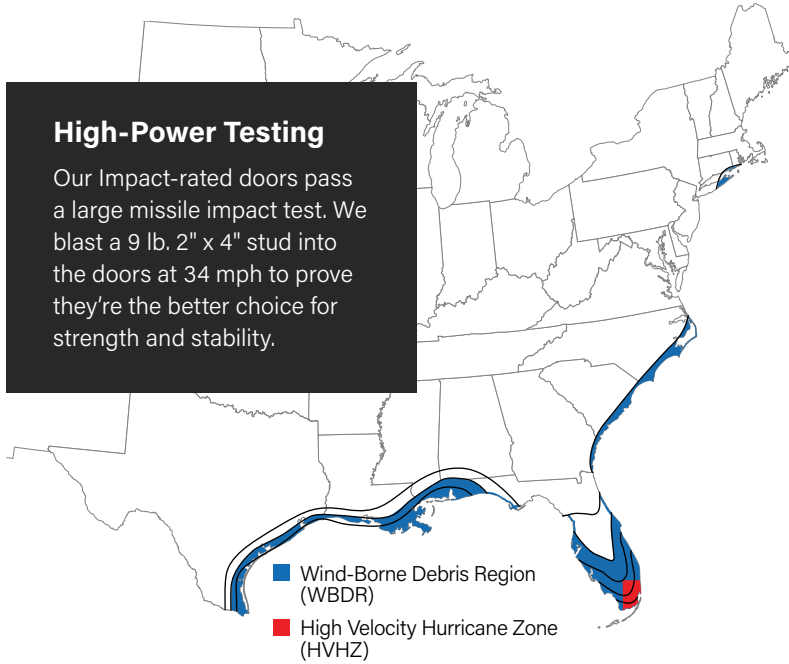 High-Power Testing
Our Impact-rated doors pass
a large missile impact test. We
blast a 9 lb. 2" x 4" stud into
the doors at 34 mph to prove
they're the better choice for
strength and stability.
Wind-Borne Debris Region
(WBDR)
High Velocity Hurricane Zone
(HVHZ)